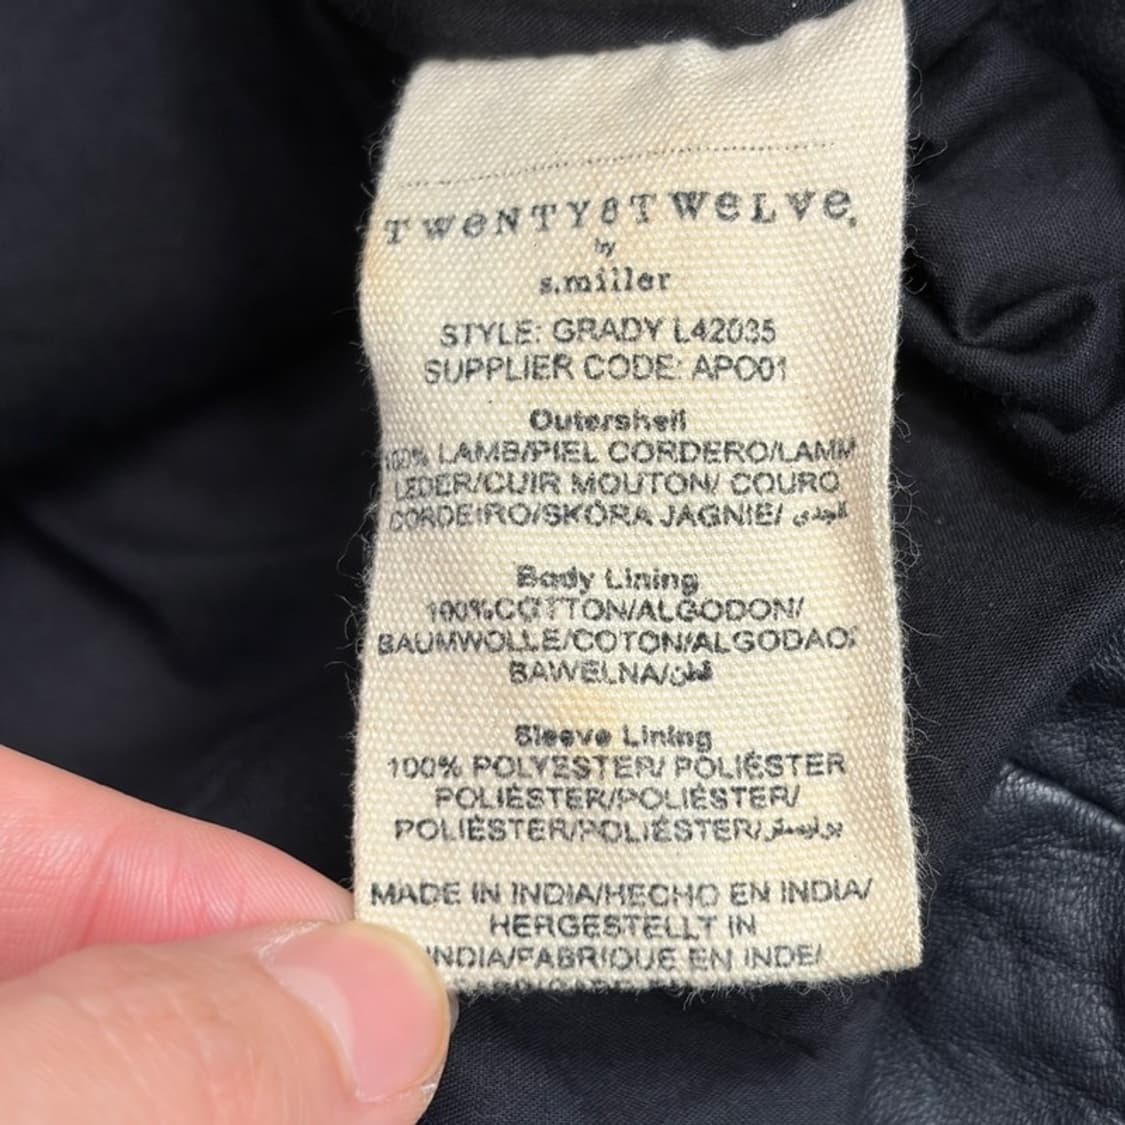 TWeNTY8TWeLVe.
by
s.miller
STYLE: GRADY L42035
SUPPLIER CODE: APO01
Outershell
100% LAMB/PIEL CORDERO/LAMM
LEDER/CUIR MOUTON/ COURO
CORDEIRO/SKÓRA JAGNIE/
Body Lining
100%COTTON/ALGODON/
BAUMWOLLE/COTON/ALGODAO/
BAWELNA/قطن
Sleeve Lining
100% POLYESTER/ POLIÉSTER
POLIÉSTER/POLIÉSTER/
POLIÉSTER/POLIÉSTER/
MADE IN INDIA/HECHO EN INDIA/
HERGESTELLT IN
INDIA/FABRIQUE EN INDE/